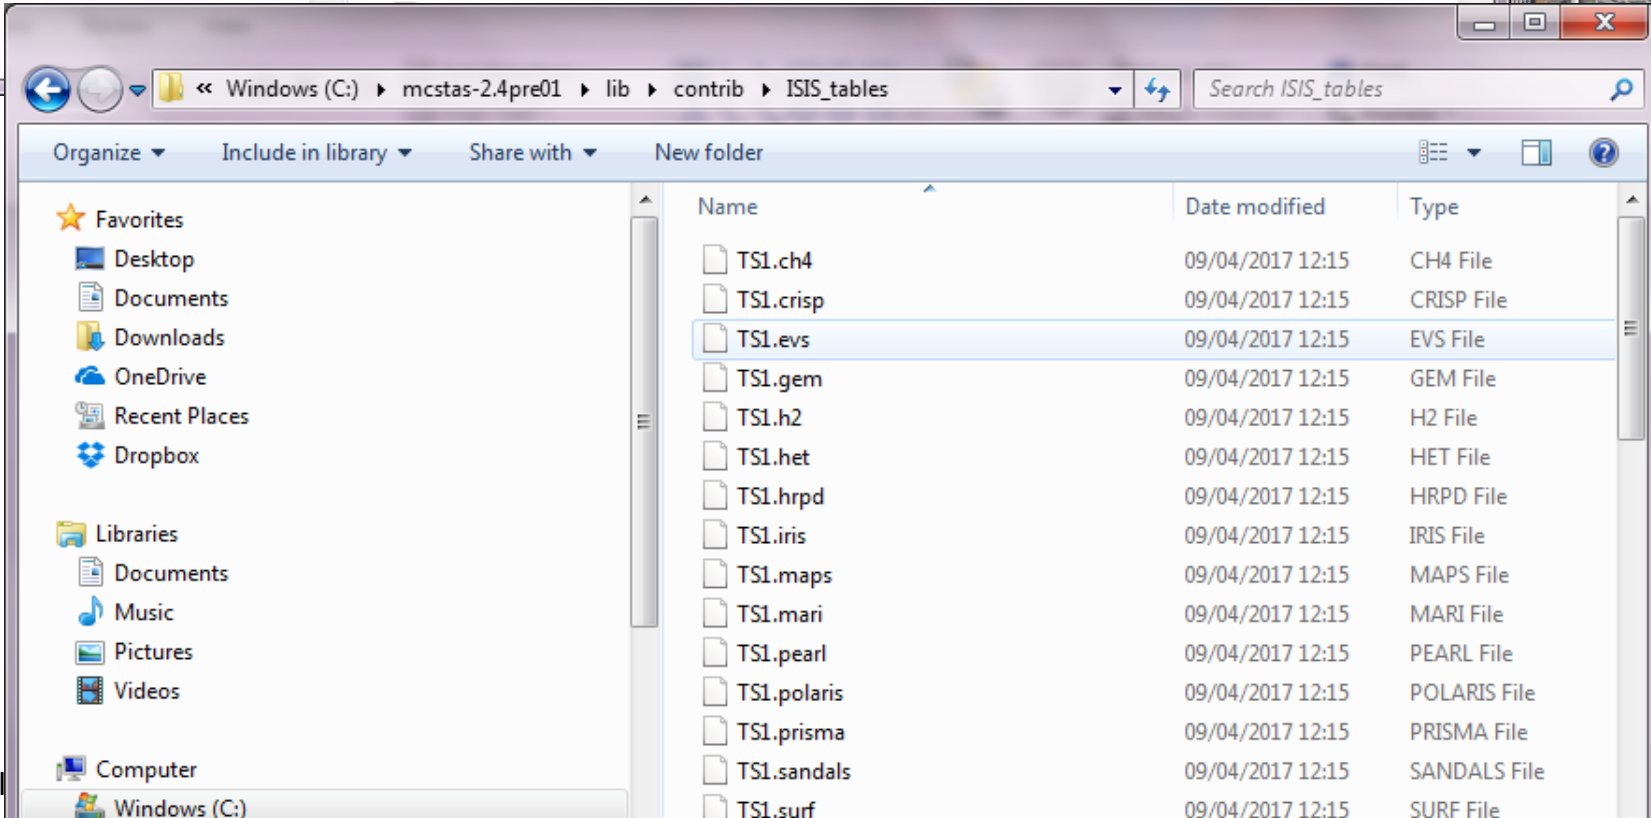 « Windows (C:) ▸ mcstas-2.4pre01 ▸ lib ▸ contrib ▸ ISIS_tables
Search ISIS_tables
Organize Include in library Share with New folder
Favorites
Desktop
Documents
Downloads
OneDrive
Recent Places
Dropbox
Libraries
Documents
Music
Pictures
Videos
Computer
Windows (C:)
Name Date modified Type
TS1.ch4 09/04/2017 12:15 CH4 File
TS1.crisp 09/04/2017 12:15 CRISP File
TS1.evs 09/04/2017 12:15 EVS File
TS1.gem 09/04/2017 12:15 GEM File
TS1.h2 09/04/2017 12:15 H2 File
TS1.het 09/04/2017 12:15 HET File
TS1.hrpd 09/04/2017 12:15 HRPD File
TS1.iris 09/04/2017 12:15 IRIS File
TS1.maps 09/04/2017 12:15 MAPS File
TS1.mari 09/04/2017 12:15 MARI File
TS1.pearl 09/04/2017 12:15 PEARL File
TS1.polaris 09/04/2017 12:15 POLARIS File
TS1.prisma 09/04/2017 12:15 PRISMA File
TS1.sandals 09/04/2017 12:15 SANDALS File
TS1.surf 09/04/2017 12:15 SURF File